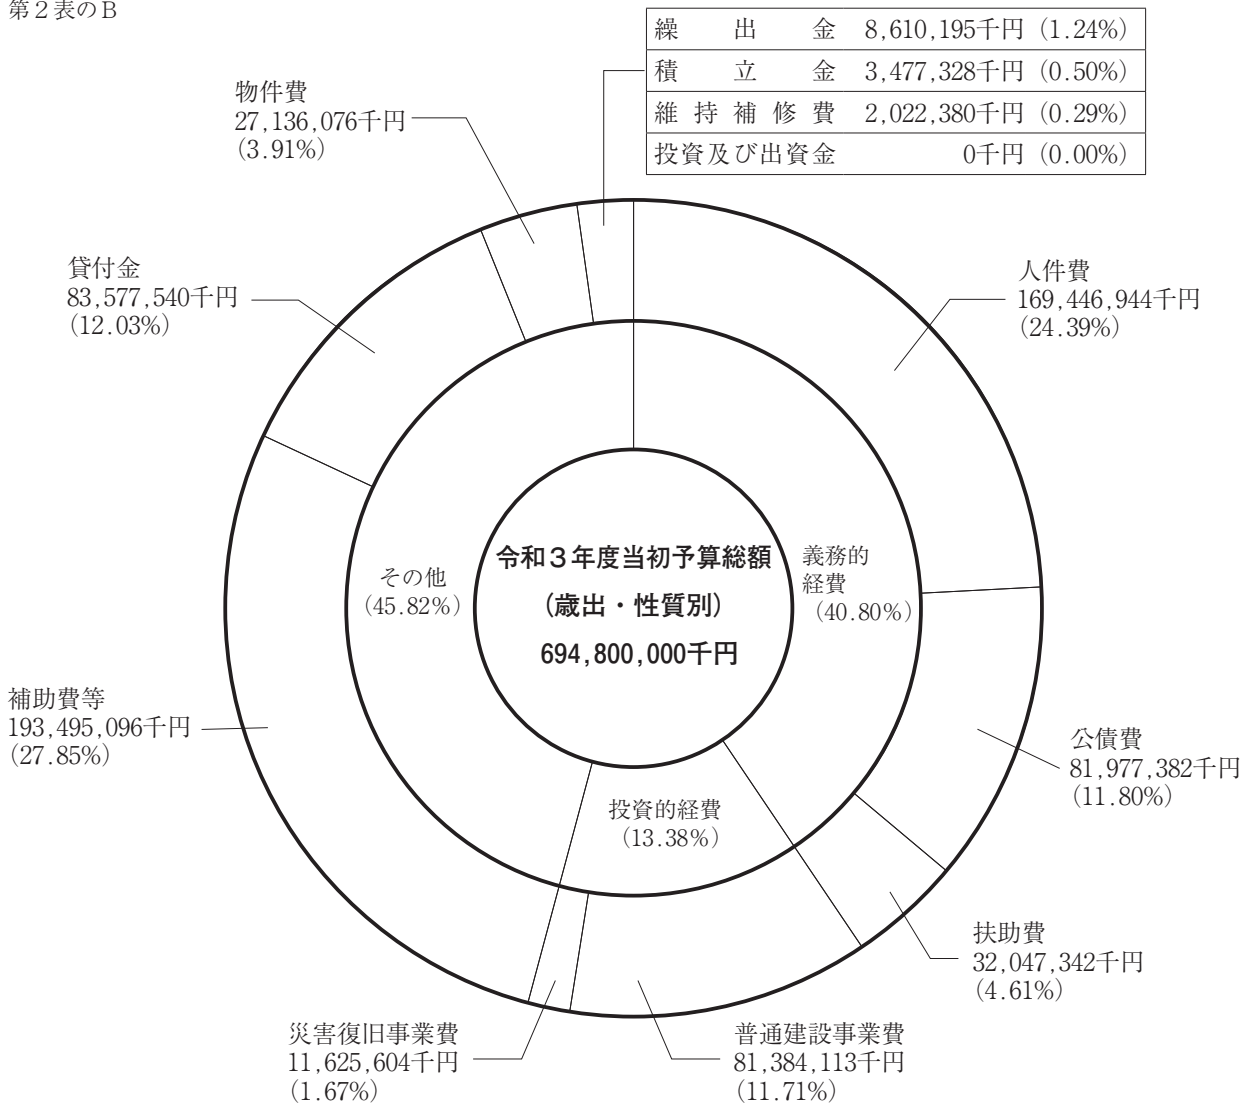 第2表のB
繰出金 8,610,195千円 (1.24%)
積立金 3,477,328千円 (0.50%)
維持補修費 2,022,380千円 (0.29%)
投資及び出資金 0千円 (0.00%)
物件費
27,136,076千円
(3.91%)
貸付金
83,577,540千円
(12.03%)
人件費
169,446,944千円
(24.39%)
令和3年度当初予算総額
(歳出・性質別)
694,800,000千円
義務的
経費
(40.80%)
その他
(45.82%)
補助費等
193,495,096千円
(27.85%)
公債費
81,977,382千円
(11.80%)
投資的経費
(13.38%)
扶助費
32,047,342千円
(4.61%)
災害復旧事業費
11,625,604千円
(1.67%)
普通建設事業費
81,384,113千円
(11.71%)